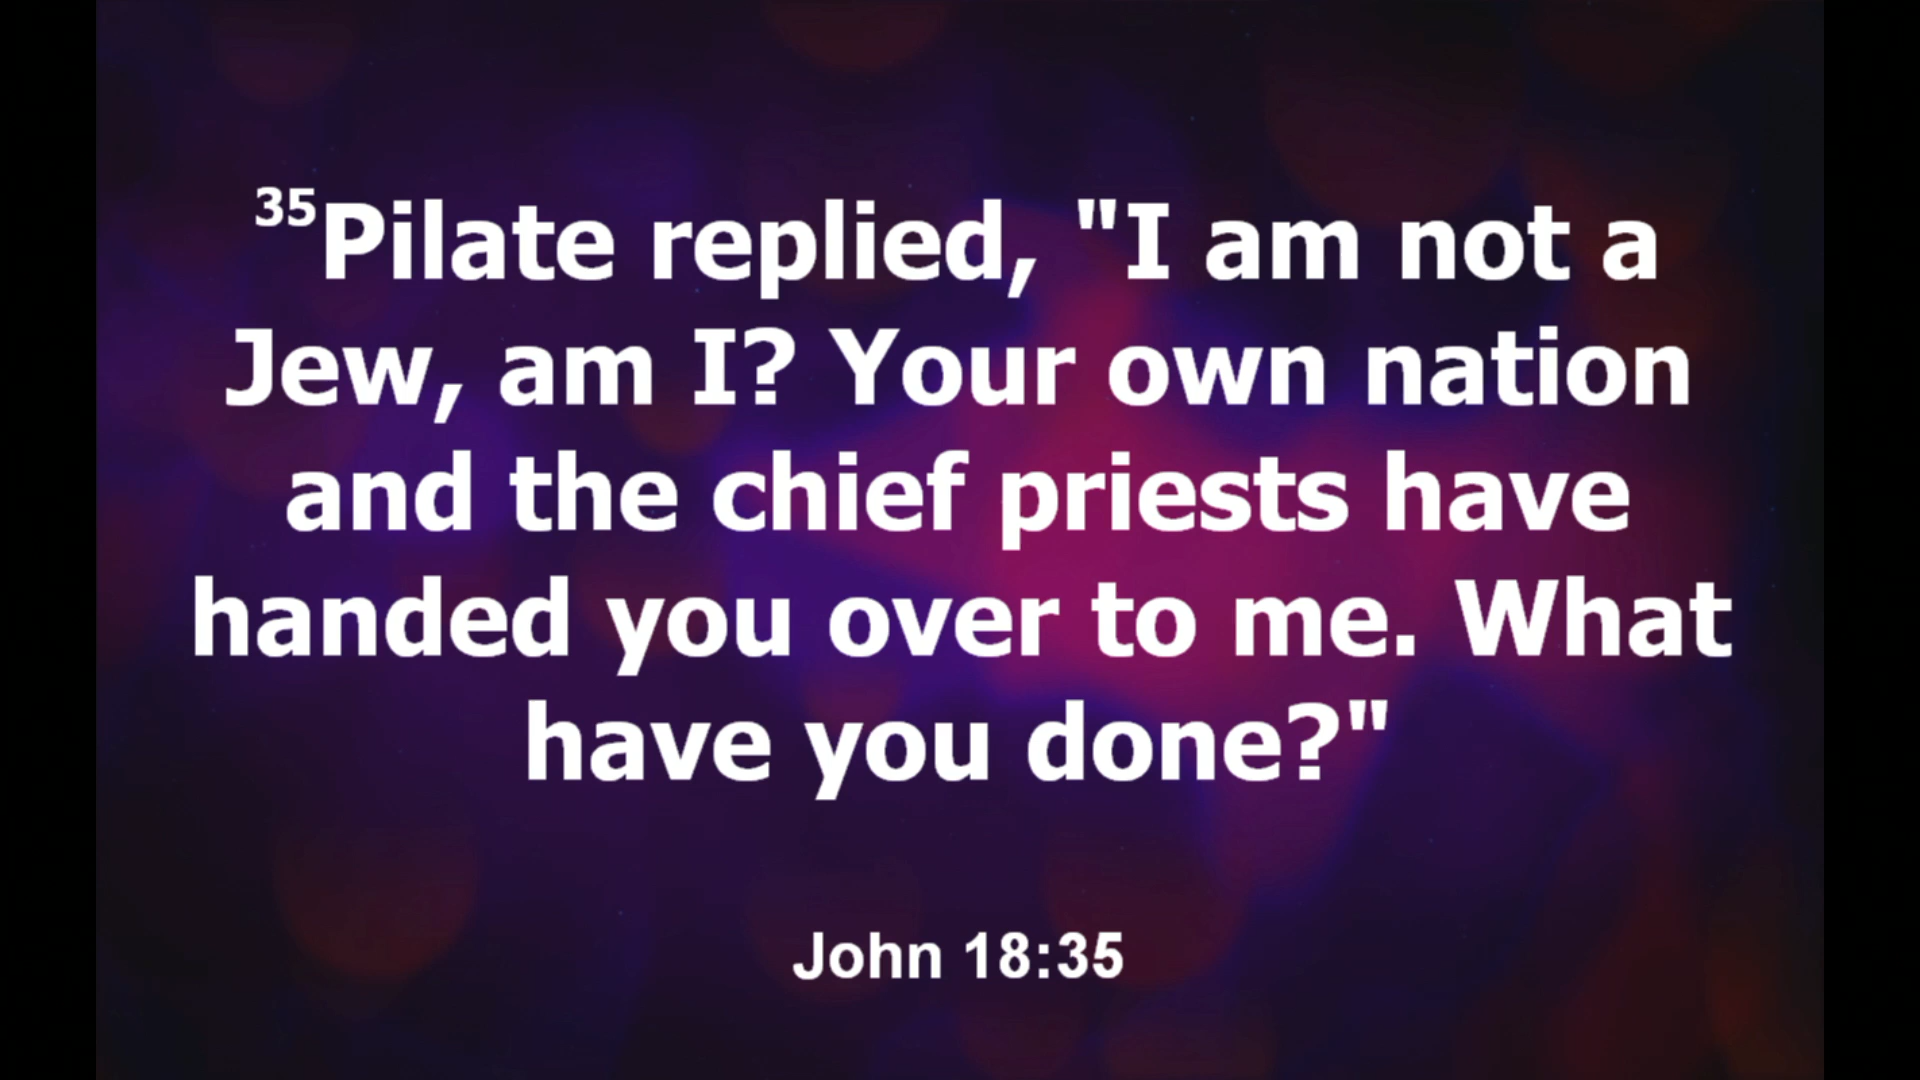 35Pilate replied, "I am not a
Jew, am I? Your own nation
and the chief priests have
handed you over to me. What
have you done?"
John 18:35